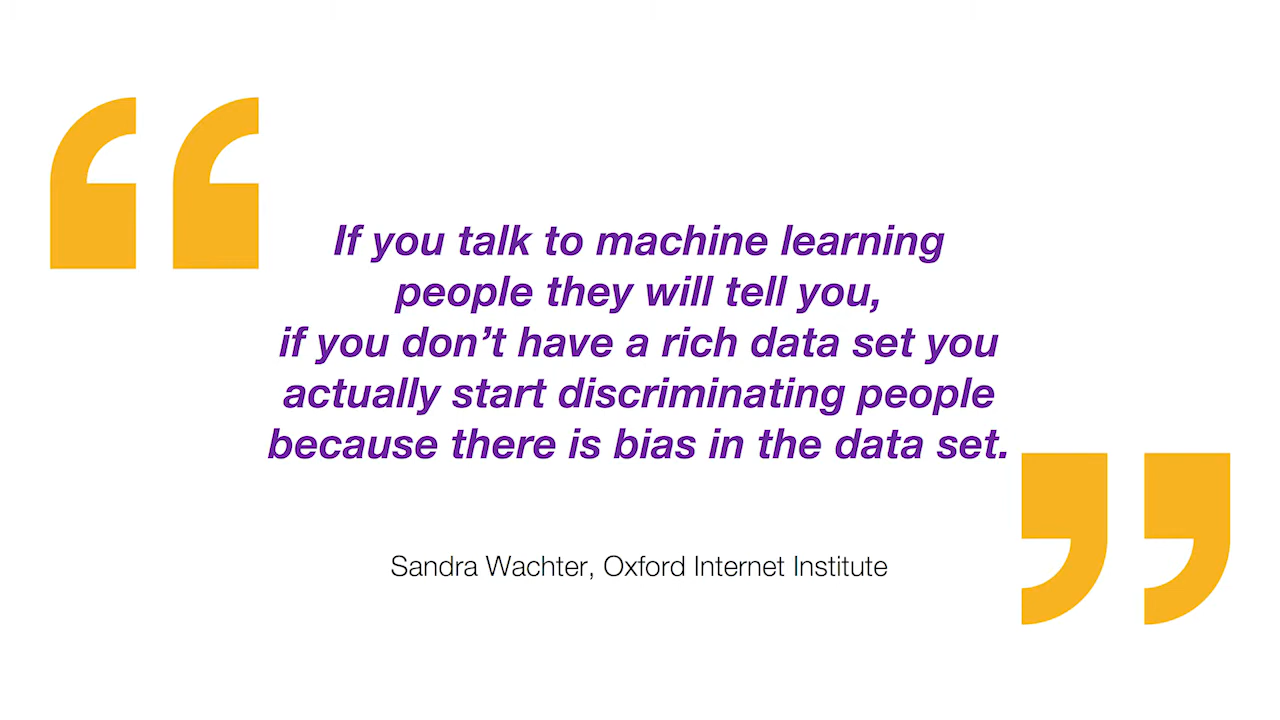 If you talk to machine learning
people they will tell you,
if you don’t have a rich data set you
actually start discriminating people
because there is bias in the data set.
Sandra Wachter, Oxford Internet Institute